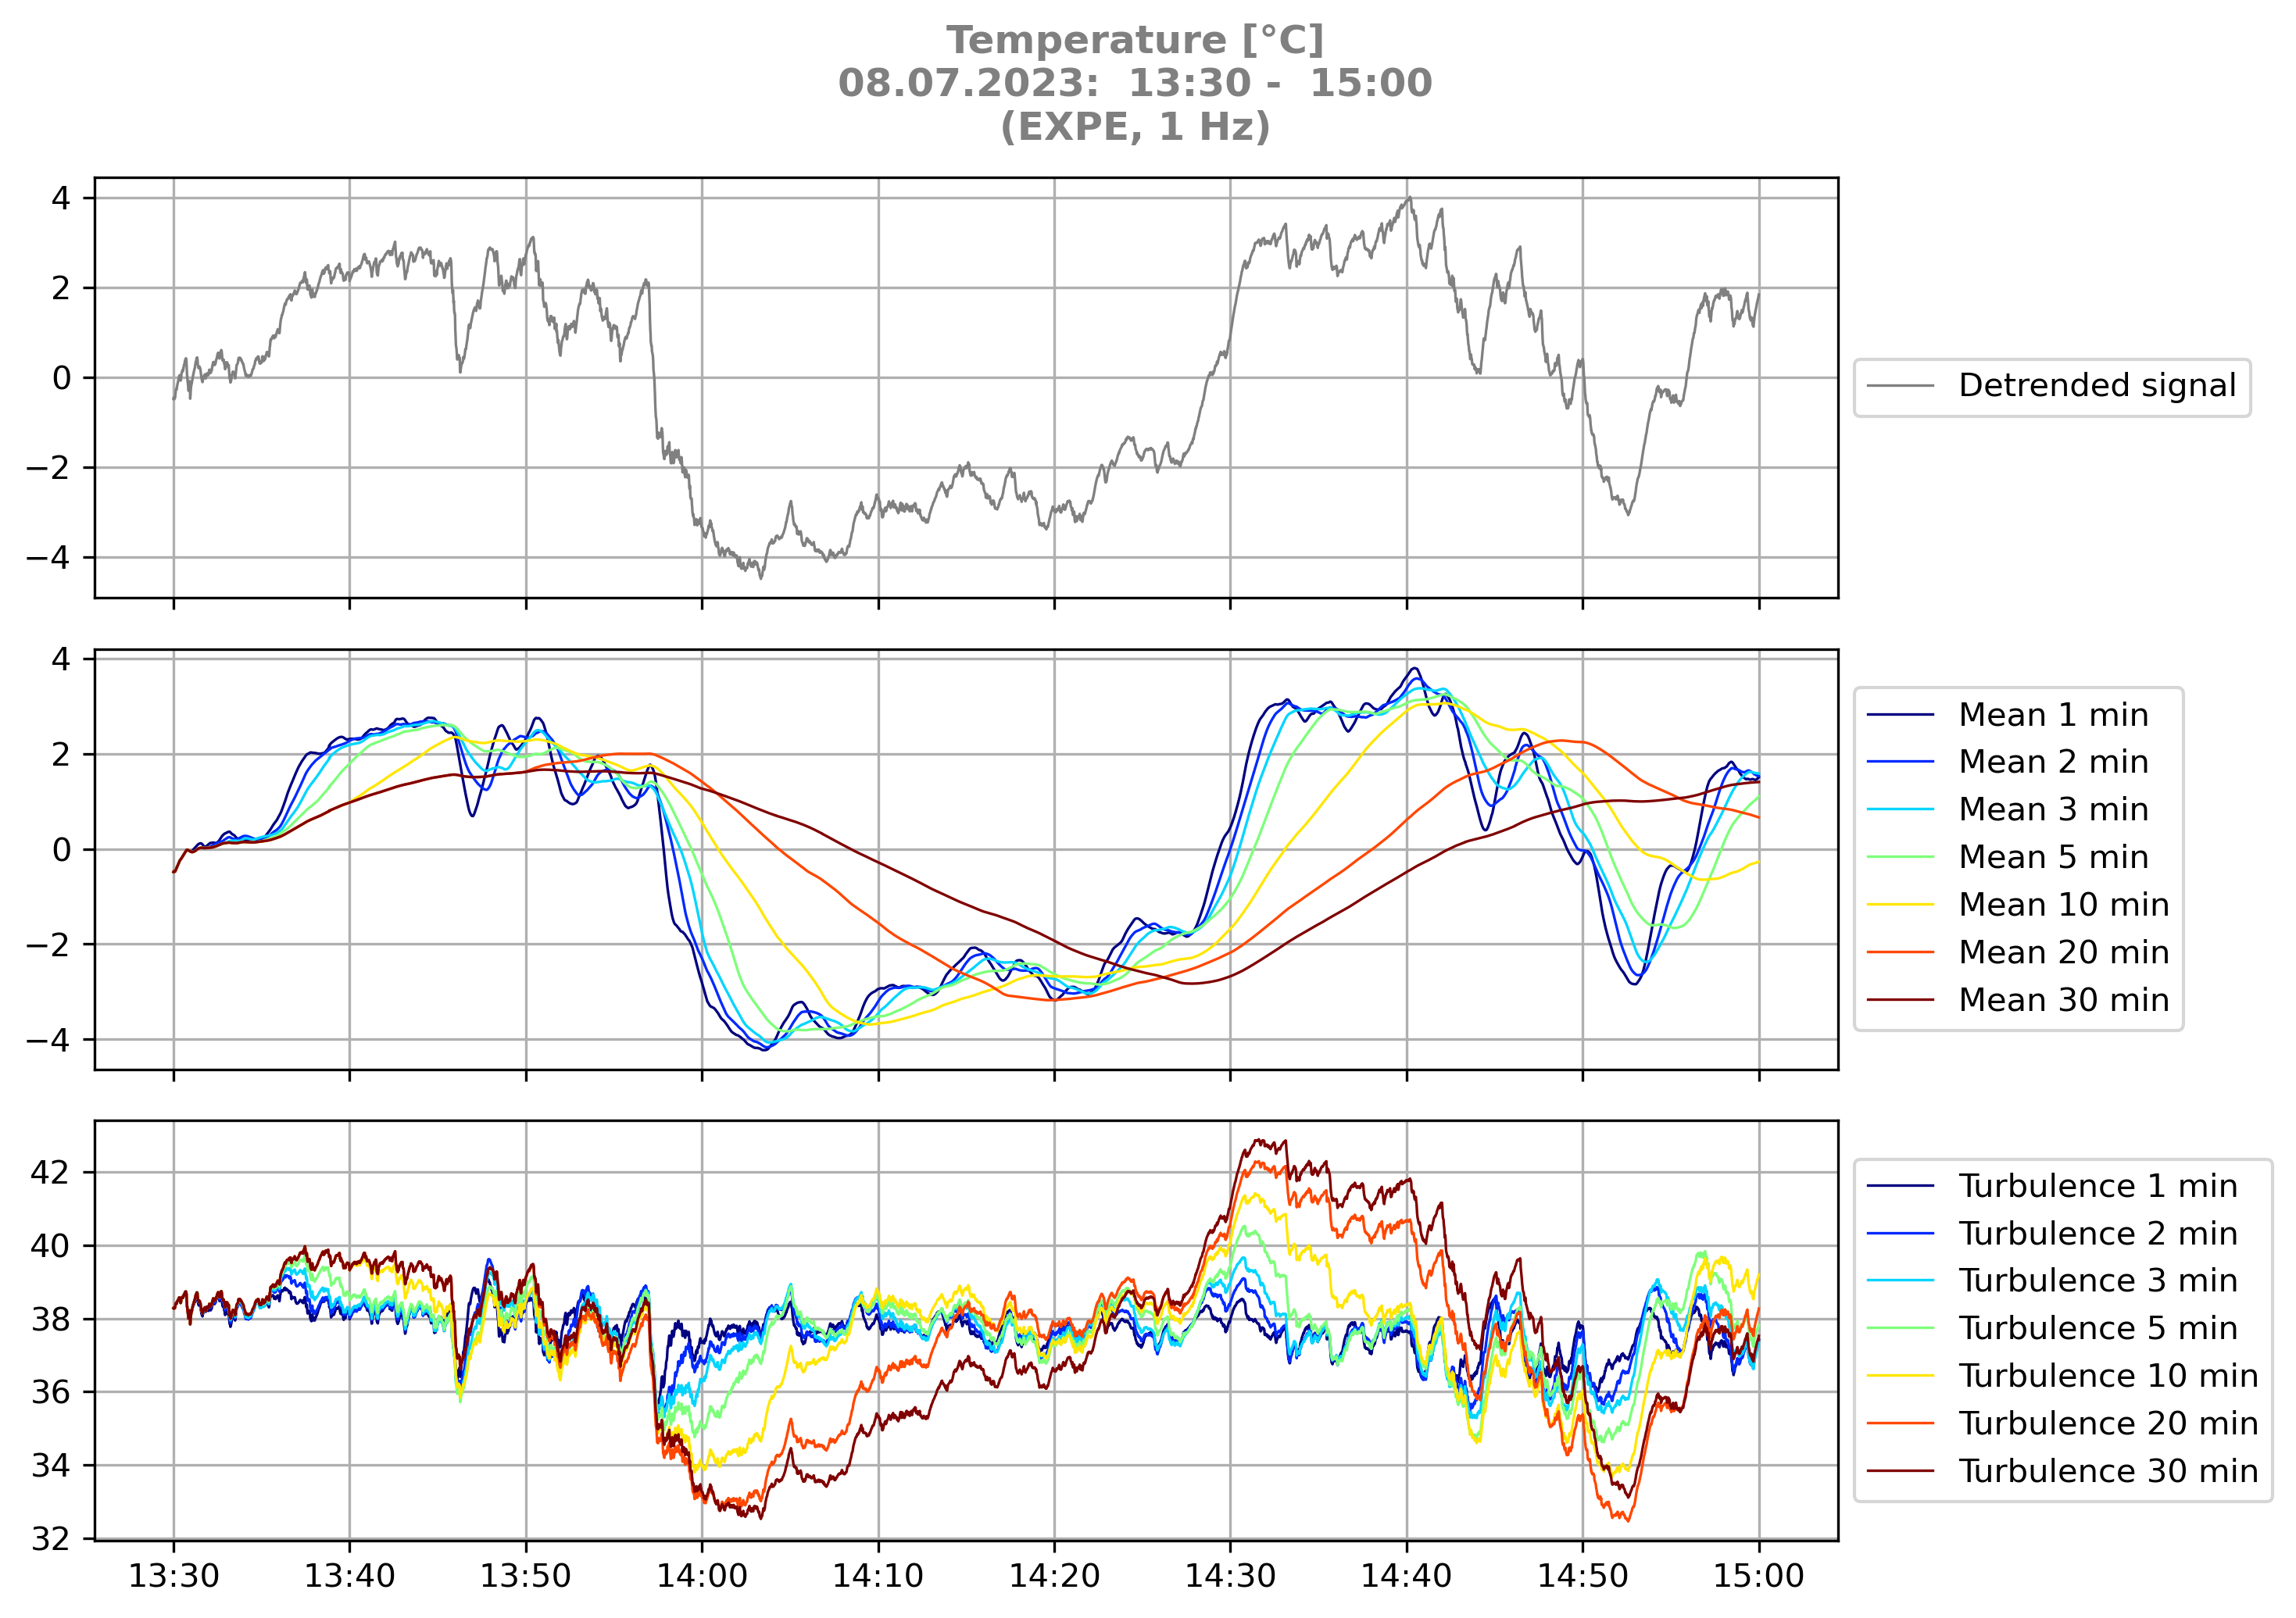 Temperature [°C]
08.07.2023: 13:30 - 15:00
(EXPE, 1 Hz)
4
2
0
−2
−4
Detrended signal
4
2
0
−2
−4
Mean 1 min
Mean 2 min
Mean 3 min
Mean 5 min
Mean 10 min
Mean 20 min
Mean 30 min
42
40
38
36
34
32
Turbulence 1 min
Turbulence 2 min
Turbulence 3 min
Turbulence 5 min
Turbulence 10 min
Turbulence 20 min
Turbulence 30 min
13:30 13:40 13:50 14:00 14:10 14:20 14:30 14:40 14:50 15:00